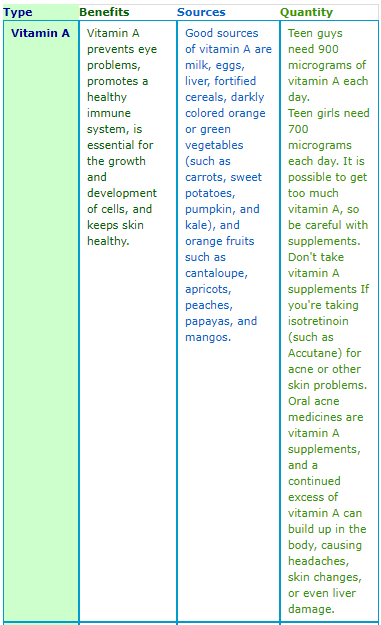 Type
Benefits
Sources
Quantity
Vitamin A
Vitamin A
prevents eye
problems,
promotes a
healthy
immune
system, is
essential for
the growth
and
development
of cells, and
keeps skin
healthy.
Good sources
of vitamin A are
milk, eggs,
liver, fortified
cereals, darkly
colored orange
or green
vegetables
(such as
carrots, sweet
potatoes,
pumpkin, and
kale), and
orange fruits
such as
cantaloupe,
apricots,
peaches,
papayas, and
mangos.
Teen guys
need 900
micrograms of
vitamin A each
day.
Teen girls need
700
micrograms
each day. It is
possible to get
too much
vitamin A, so
be careful with
supplements.
Don't take
vitamin A
supplements If
you're taking
isotretinoin
(such as
Accutane) for
acne or other
skin problems.
Oral acne
medicines are
vitamin A
supplements,
and a
continued
excess of
vitamin A can
build up in the
body, causing
headaches,
skin changes,
or even liver
damage.